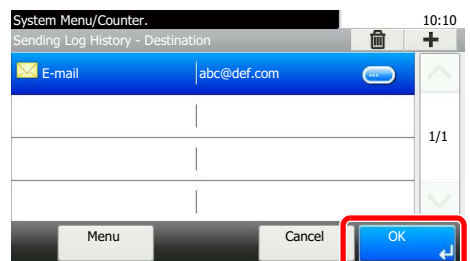 System Menu/Counter.
10:10
Sending Log History - Destination
E-mail
abc@def.com
1/1
Menu
Cancel
OK